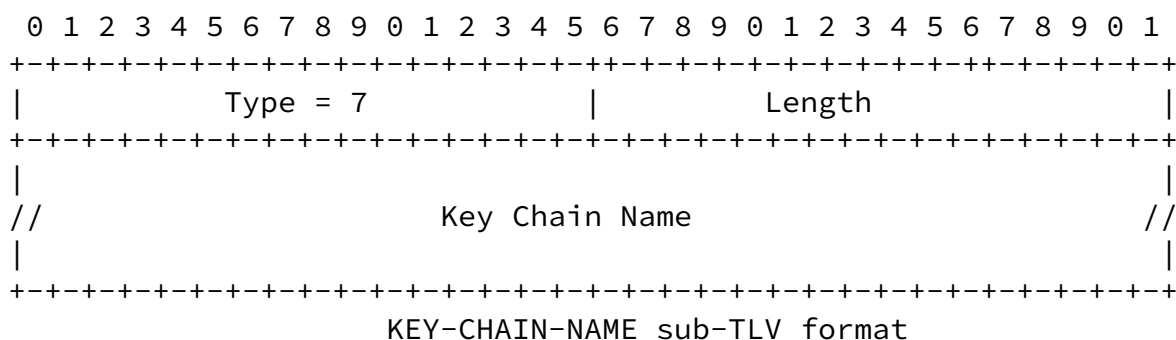 0 1 2 3 4 5 6 7 8 9 0 1 2 3 4 5 6 7 8 9 0 1 2 3 4 5 6 7 8 9 0 1
+-+-+-+-+-+-+-+-+-+-+-+-+-+-+-+-++-+-+-+-+-+-+-+-+-+-++-+-+-+-+-+
|           Type = 7            |         Length                |
+-+-+-+-+-+-+-+-+-+-+-+-+-+-+-+-+-+-+-+-+-+-+-+-+-+-+-+-+-+-+-+-+
|                                                               |
//                      Key Chain Name                         //
|                                                               |
+-+-+-+-+-+-+-+-+-+-+-+-+-+-+-+-+-+-+-+-+-+-+-+-+-+-+-+-+-+-+-+-+
                     KEY-CHAIN-NAME sub-TLV format